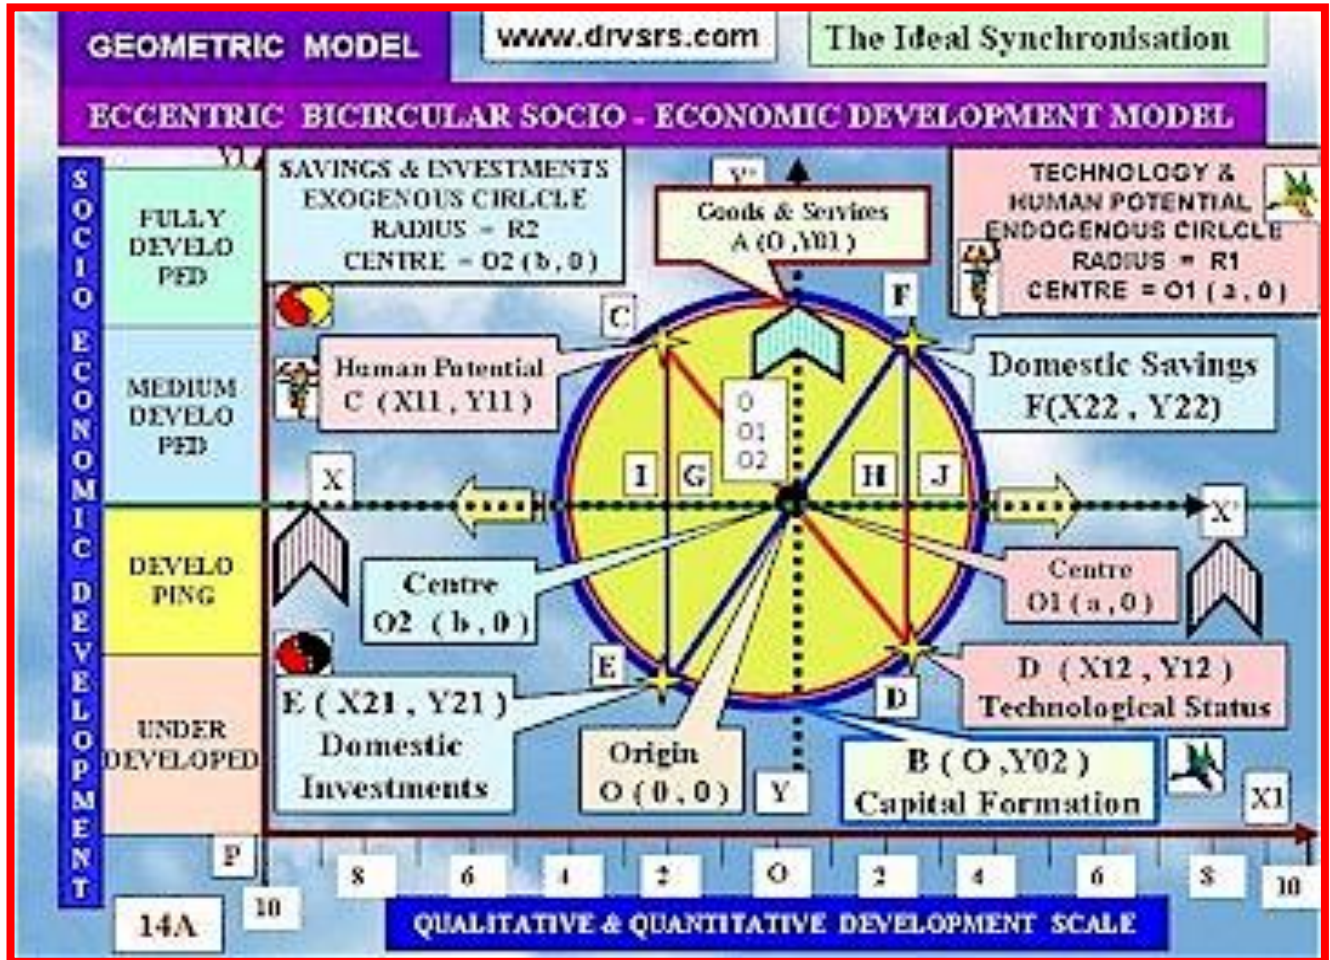 GEOMETRIC MODEL
www.drvsrs.com
The Ideal Synchronisation
ECCENTRIC BICIRCULAR SOCIO - ECONOMIC DEVELOPMENT MODEL
SOCIO ECONOMIC DEVELOPMENT
FULLY
DEVELO
PED
MEDIUM
DEVELO
PED
DEVELO
PING
UNDER
DEVELOPED
Y1
SAVINGS & INVESTMENTS
EXOGENOUS CIRLCLE
RADIUS = R2
CENTRE = O2 (b,0)
Y'
Goods & Services
A (O ,Y01)
TECHNOLOGY &
HUMAN POTENTIAL
ENDOGENOUS CIRLCLE
RADIUS = R1
CENTRE = O1 ( a , 0 )
C
F
Human Potential
C (X11 , Y11)
Domestic Savings
F(X22 , Y22)
O
O1
O2
X
I
G
H
J
X'
Centre
O2 ( b , 0 )
Centre
O1 ( a , 0 )
E
D
E ( X21 , Y21 )
Domestic
Investments
D ( X12 , Y12 )
Technological Status
Origin
O ( 0 , 0 )
Y
B ( O ,Y02 )
Capital Formation
X1
P
10
8
6
4
2
O
2
4
6
8
10
14A
QUALITATIVE & QUANTITATIVE DEVELOPMENT SCALE